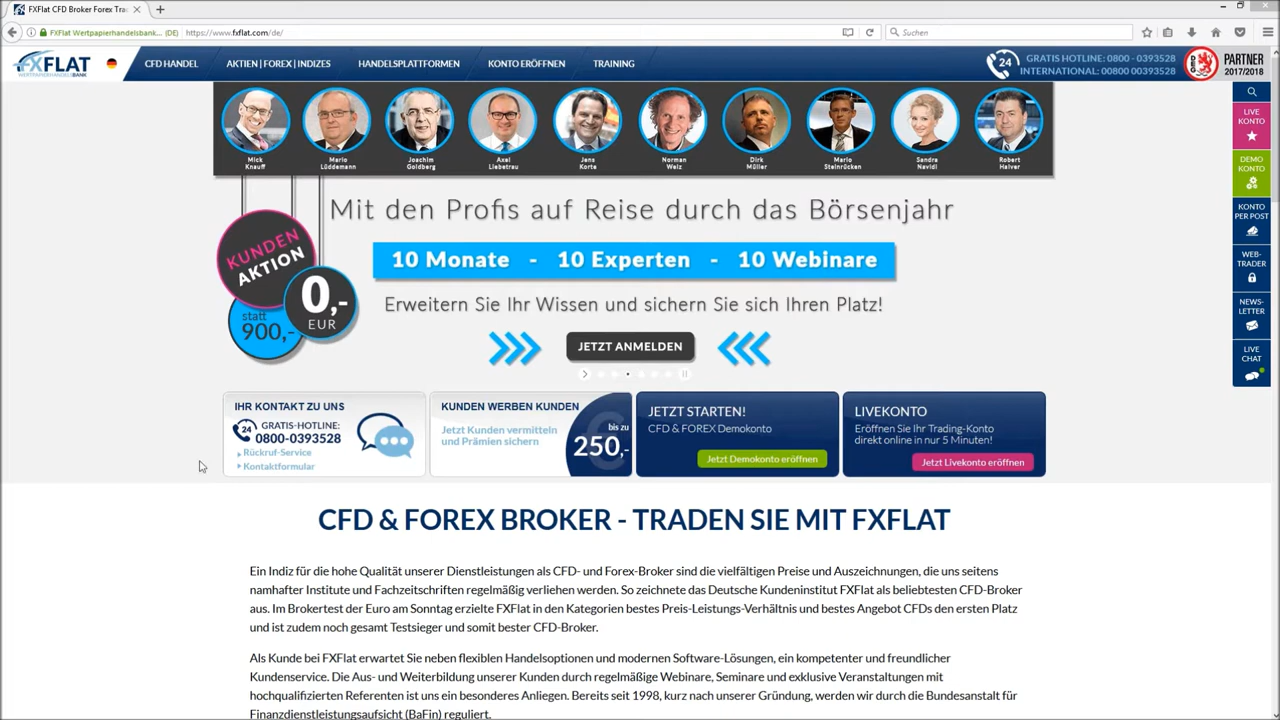 FXFlat CFD Broker Forex Tra
FXFlat Wertpapierhandelsbank... (DE)
https://www.fxflat.com/de/
Suchen
FXFLAT
WERTPAPIERHANDELSBANK
CFD HANDEL
AKTIEN | FOREX | INDIZES
HANDELSPLATTFORMEN
KONTO ERÖFFNEN
TRAINING
24
GRATIS HOTLINE: 0800 - 0393528
INTERNATIONAL: 00800 00393528
PARTNER
2017/2018
Mick
Knauff
Mario
Lüddemann
Joachim
Goldberg
Axel
Liebetrau
Jens
Korte
Norman
Welz
Dirk
Müller
Mario
Steinrücken
Sandra
Navidi
Robert
Halver
LIVE
KONTO
DEMO
KONTO
KONTO
PER POST
WEB-
TRADER
NEWS-
LETTER
LIVE
CHAT
Mit den Profis auf Reise durch das Börsenjahr
KUNDEN
AKTION
0,-
EUR
statt
900,-
10 Monate - 10 Experten - 10 Webinare
Erweitern Sie Ihr Wissen und sichern Sie sich Ihren Platz!
JETZT ANMELDEN
IHR KONTAKT ZU UNS
24
GRATIS-HOTLINE:
0800-0393528
Rückruf-Service
Kontaktformular
KUNDEN WERBEN KUNDEN
Jetzt Kunden vermitteln
und Prämien sichern
bis zu
250,-
JETZT STARTEN!
CFD & FOREX Demokonto
Jetzt Demokonto eröffnen
LIVEKONTO
Eröffnen Sie Ihr Trading-Konto
direkt online in nur 5 Minuten!
Jetzt Livekonto eröffnen
CFD & FOREX BROKER - TRADEN SIE MIT FXFLAT
Ein Indiz für die hohe Qualität unserer Dienstleistungen als CFD- und Forex-Broker sind die vielfältigen Preise und Auszeichnungen, die uns seitens
namhafter Institute und Fachzeitschriften regelmäßig verliehen werden. So zeichnete das Deutsche Kundeninstitut FXFlat als beliebtesten CFD-Broker
aus. Im Brokertest der Euro am Sonntag erzielte FXFlat in den Kategorien bestes Preis-Leistungs-Verhältnis und bestes Angebot CFDs den ersten Platz
und ist zudem noch gesamt Testsieger und somit bester CFD-Broker.
Als Kunde bei FXFlat erwartet Sie neben flexiblen Handelsoptionen und modernen Software-Lösungen, ein kompetenter und freundlicher
Kundenservice. Die Aus- und Weiterbildung unserer Kunden durch regelmäßige Webinare, Seminare und exklusive Veranstaltungen mit
hochqualifizierten Referenten ist uns ein besonderes Anliegen. Bereits seit 1998, kurz nach unserer Gründung, werden wir durch die Bundesanstalt für
Finanzdienstleistungsaufsicht (BaFin) reguliert.